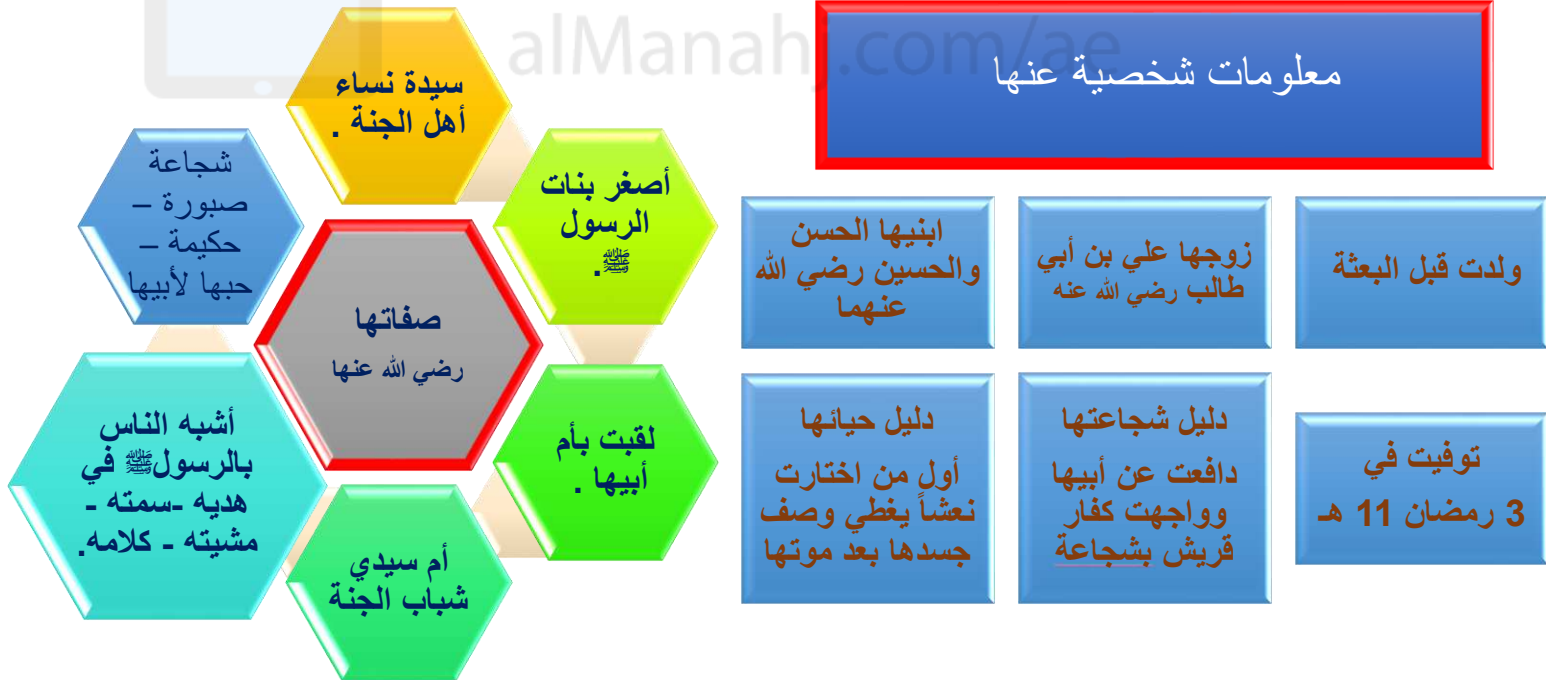 alManahj.com/ae
معلومات شخصية عنها
ولدت قبل البعثة
زوجها علي بن أبي
طالب رضي الله عنه
ابنيها الحسن
والحسين رضي الله
عنهما
توفيت في
3 رمضان 11 هـ
دليل شجاعتها
دافعت عن أبيها
وواجهت كفار
قريش بشجاعة
دليل حيائها
أول من اختارت
نعشاً يغطي وصف
جسدها بعد موتها
صفاتها
رضي الله عنها
سيدة نساء
أهل الجنة .
أصغر بنات
الرسول
ﷺ.
لقبت بأم
أبيها .
أم سيدي
شباب الجنة
أشبه الناس
بالرسولﷺ في
هديه -سمته -
مشيته - كلامه.
شجاعة
صبورة –
حكيمة –
حبها لأبيها